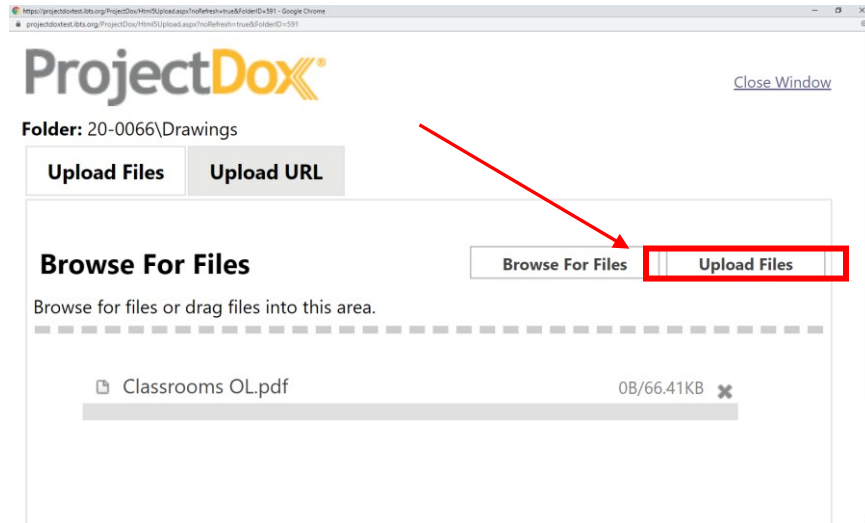 https://projectdoxtest.ibts.org/ProjectDox/Html5Upload.aspx?noRefresh=true&FolderID=591 - Google Chrome
projectdoxtest.ibts.org/ProjectDox/Html5Upload.aspx?noRefresh=true&FolderID=591
ProjectDox®
Close Window
Folder: 20-0066\Drawings
Upload Files Upload URL
Browse For Files Browse For Files Upload Files
Browse for files or drag files into this area.
Classrooms OL.pdf 0B/66.41KB